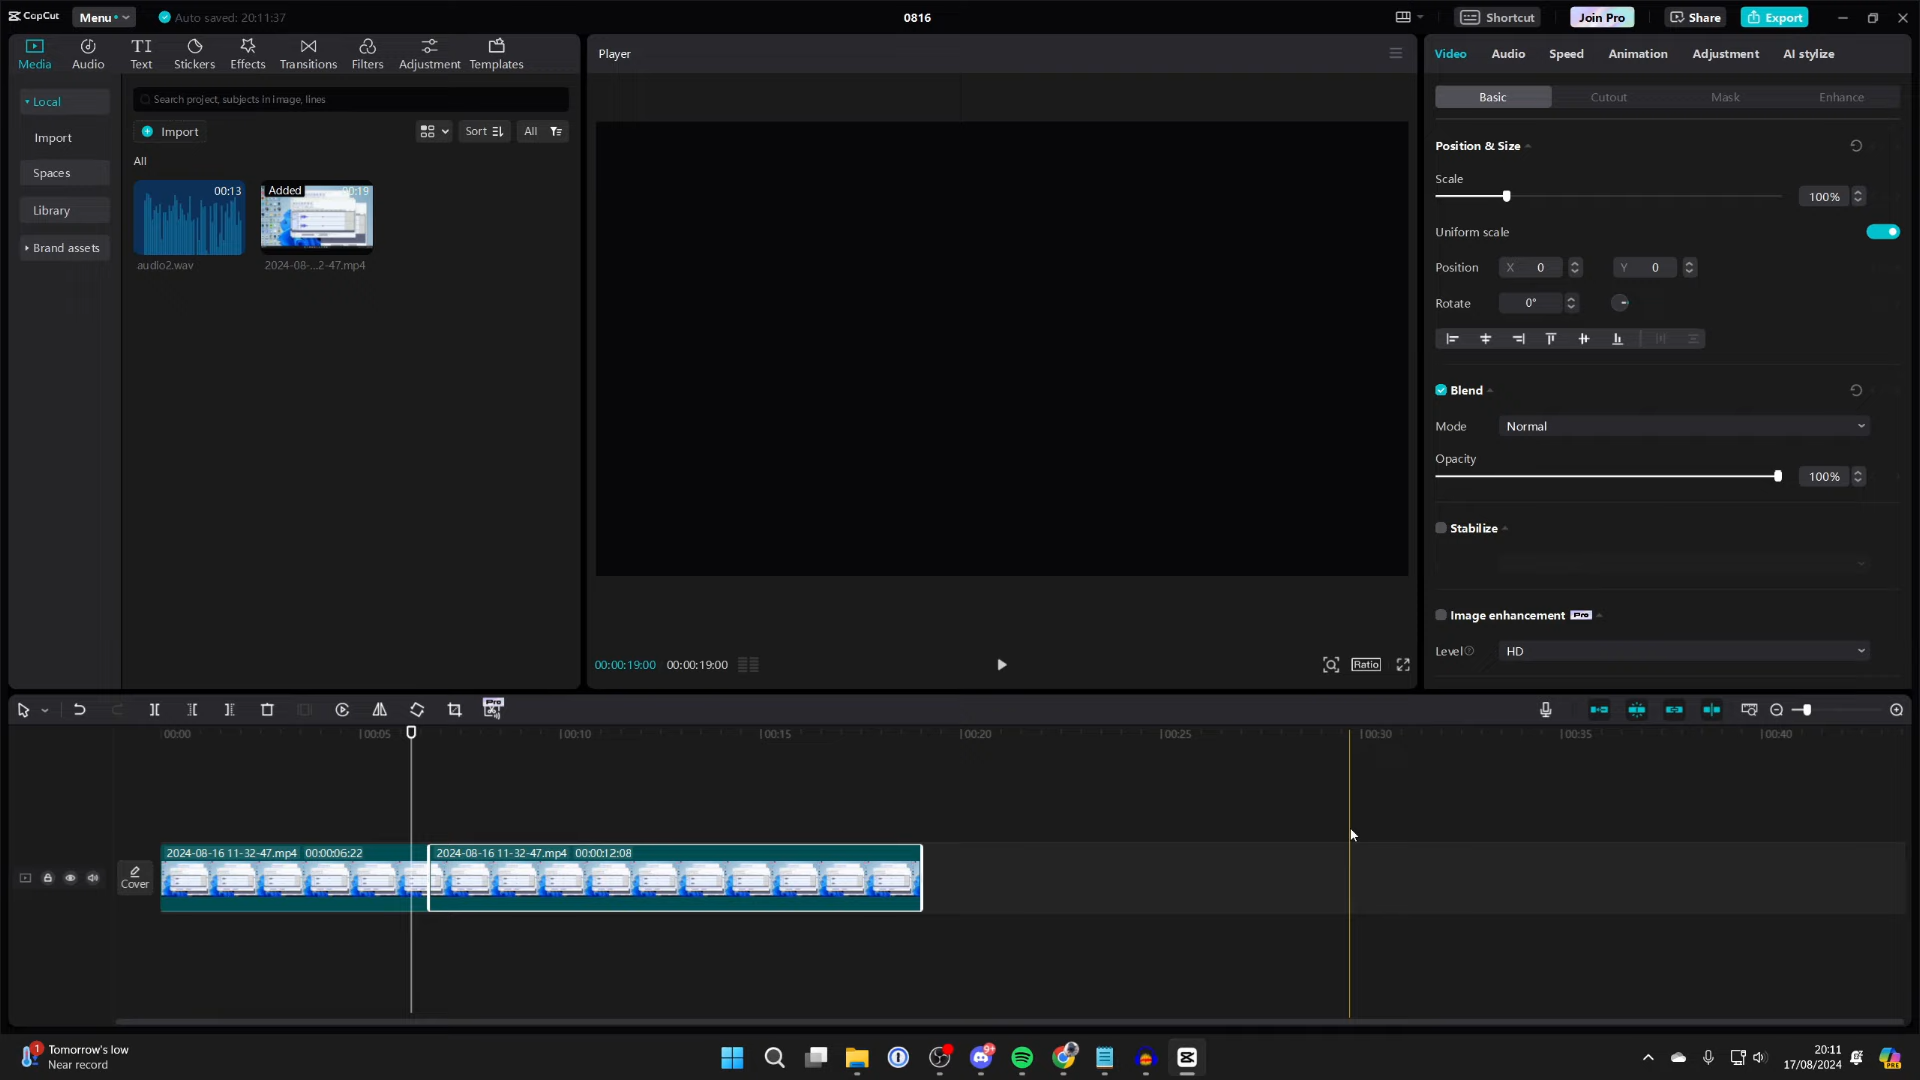 CapCut
Menu
Auto saved: 20:11:37
0816
Shortcut
Join Pro
Share
Export
Media
Audio
Text
Stickers
Effects
Transitions
Filters
Adjustment
Templates
Local
Import
Spaces
Library
Brand assets
Search project, subjects in image, lines
Import
Sort
All
All
00:13
audio2.wav
Added
00:19
2024-08-...2-47.mp4
Player
00:00:19:00
00:00:19:00
Ratio
Video
Audio
Speed
Animation
Adjustment
AI stylize
Basic
Cutout
Mask
Enhance
Position & Size
Scale
100%
Uniform scale
Position
X 0
Y 0
Rotate
0°
Blend
Mode
Normal
Opacity
100%
Stabilize
Image enhancement
Pro
Level
HD
Pro
00:00
00:05
00:10
00:15
00:20
00:25
00:30
00:35
00:40
Cover
2024-08-16 11-32-47.mp4 00:00:06:22
2024-08-16 11-32-47.mp4 00:00:12:08
1
Tomorrow's low
Near record
9+
20:11
17/08/2024
PRE